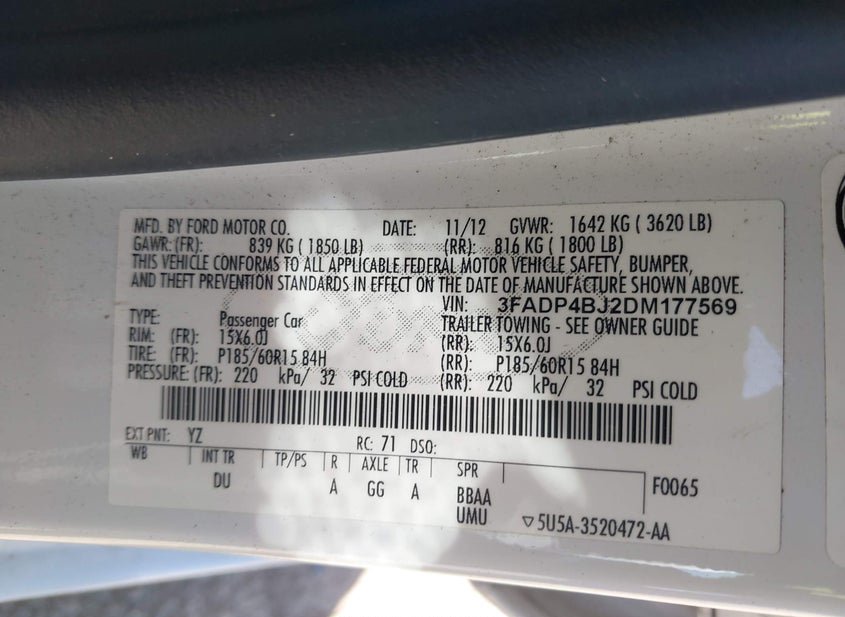 MFD. BY FORD MOTOR CO. DATE: 11/12 GVWR: 1642 KG ( 3620 LB)
GAWR: (FR): 839 KG ( 1850 LB) (RR): 816 KG ( 1800 LB)
THIS VEHICLE CONFORMS TO ALL APPLICABLE FEDERAL MOTOR VEHICLE SAFETY, BUMPER,
AND THEFT PREVENTION STANDARDS IN EFFECT ON THE DATE OF MANUFACTURE SHOWN ABOVE.
VIN: 3FADP4BJ2DM177569
TYPE: Passenger Car TRAILER TOWING - SEE OWNER GUIDE
RIM: (FR): 15X6.0J (RR): 15X6.0J
TIRE: (FR): P185/60R15 84H (RR): P185/60R15 84H
PRESSURE: (FR): 220 kPa/ 32 PSI COLD (RR): 220 kPa/ 32 PSI COLD
EXT PNT: YZ RC: 71 DSO:
WB INT TR TP/PS R AXLE TR SPR F0065
DU A GG A BBAA
UMU ▽5U5A-3520472-AA